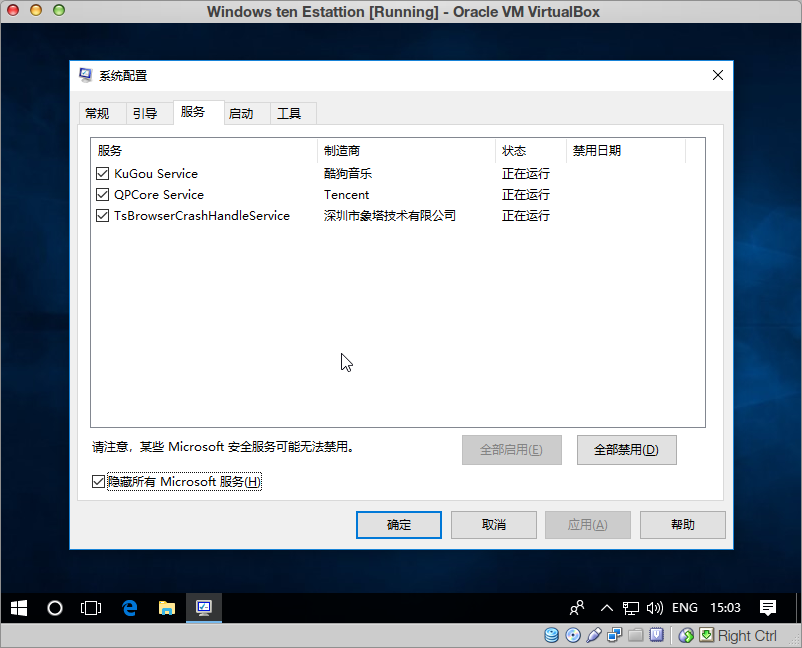 Windows ten Estattion [Running] - Oracle VM VirtualBox
系统配置
常规 引导 服务 启动 工具
服务 制造商 状态 禁用日期
KuGou Service 酷狗音乐 正在运行
QPCore Service Tencent 正在运行
TsBrowserCrashHandleService 深圳市象塔技术有限公司 正在运行
请注意，某些 Microsoft 安全服务可能无法禁用。
全部启用(E) 全部禁用(D)
隐藏所有 Microsoft 服务(H)
确定 取消 应用(A) 帮助
ENG 15:03
Right Ctrl